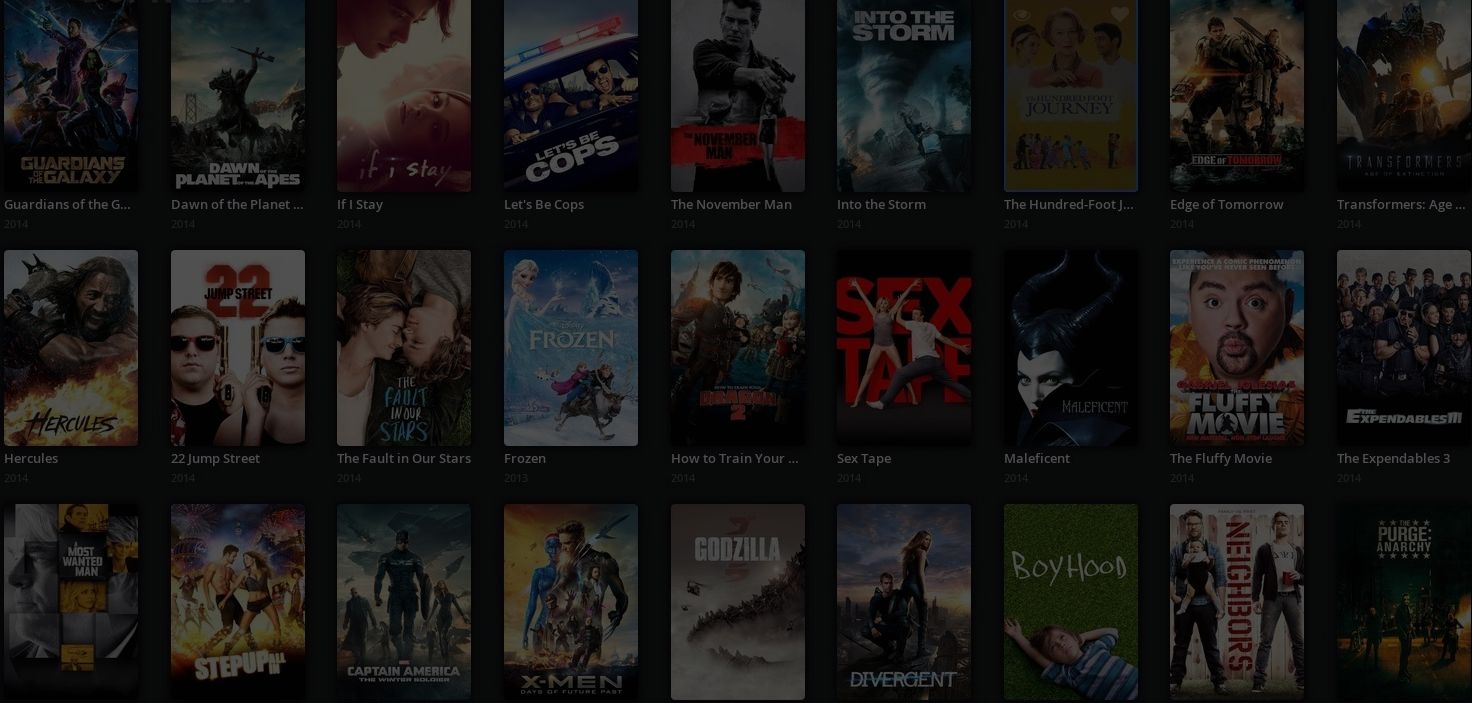 GUARDIANS
OF THE GALAXY
DAWN OF THE
PLANET OF THE APES
if i stay
LET'S BE
COPS
THE NOVEMBER
MAN
INTO THE
STORM
THE HUNDRED-FOOT
JOURNEY
EDGE OF TOMORROW
TRANSFORMERS
AGE OF EXTINCTION
Guardians of the G...
Dawn of the Planet ...
If I Stay
Let's Be Cops
The November Man
Into the Storm
The Hundred-Foot J...
Edge of Tomorrow
Transformers: Age ...
2014
2014
2014
2014
2014
2014
2014
2014
2014
HERCULES
22
JUMP STREET
THE
FAULT
IN OUR
STARS
Disney
FROZEN
HOW TO TRAIN YOUR
DRAGON
2
SEX
TAPE
MALEFICENT
EXPERIENCE A COMIC PHENOMENON
LIKE YOU'VE NEVER SEEN BEFORE
GABRIEL IGLESIAS
THE
FLUFFY
MOVIE
THE
EXPENDABLES III
Hercules
22 Jump Street
The Fault in Our Stars
Frozen
How to Train Your ...
Sex Tape
Maleficent
The Fluffy Movie
The Expendables 3
2014
2014
2014
2013
2014
2014
2014
2014
2014
A MOST
WANTED
MAN
STEP UP
ALL IN
CAPTAIN AMERICA
THE WINTER SOLDIER
X-MEN
DAYS OF FUTURE PAST
GODZILLA
DIVERGENT
BOYHOOD
FAMILY VS. FRAT
NEIGHBORS
THE
PURGE:
ANARCHY